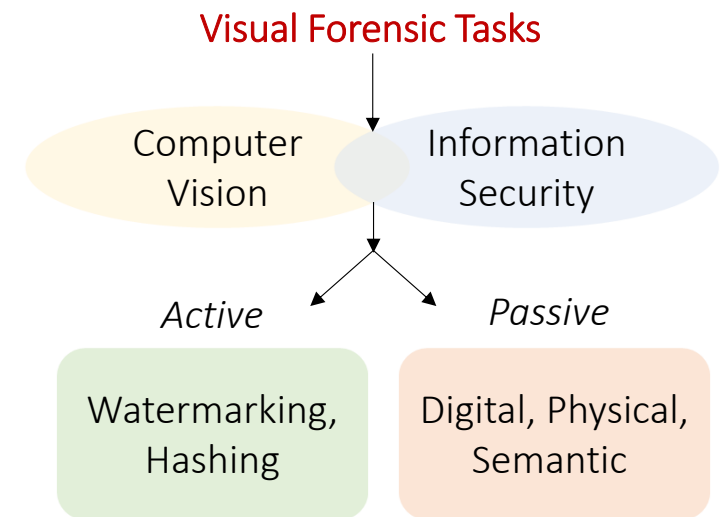 Visual Forensic Tasks
Computer
Vision
Information
Security
Active
Passive
Watermarking,
Hashing
Digital, Physical,
Semantic